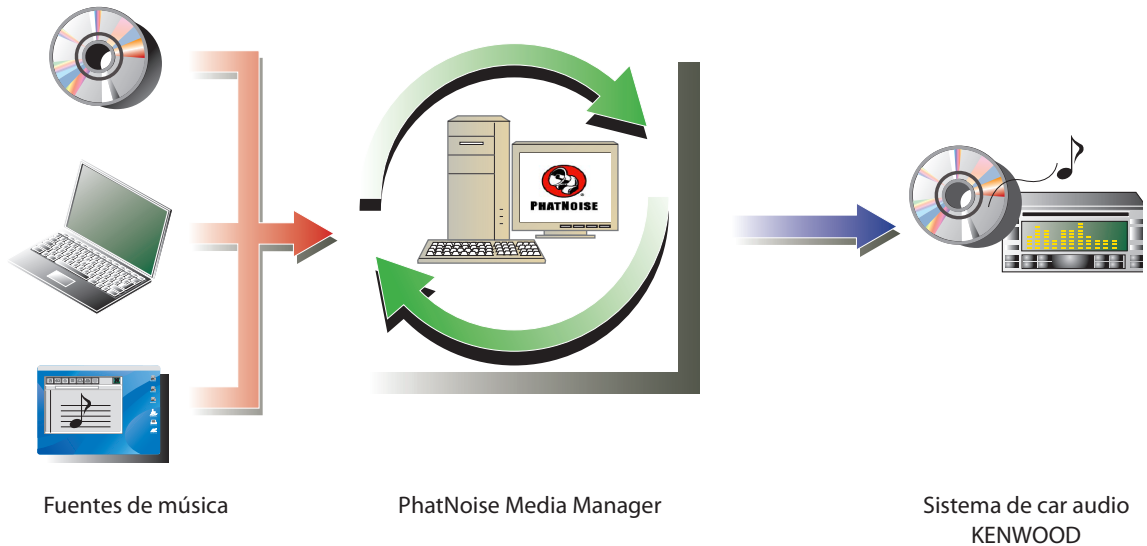 PHATNOISE
Fuentes de música
PhatNoise Media Manager
Sistema de car audio
KENWOOD